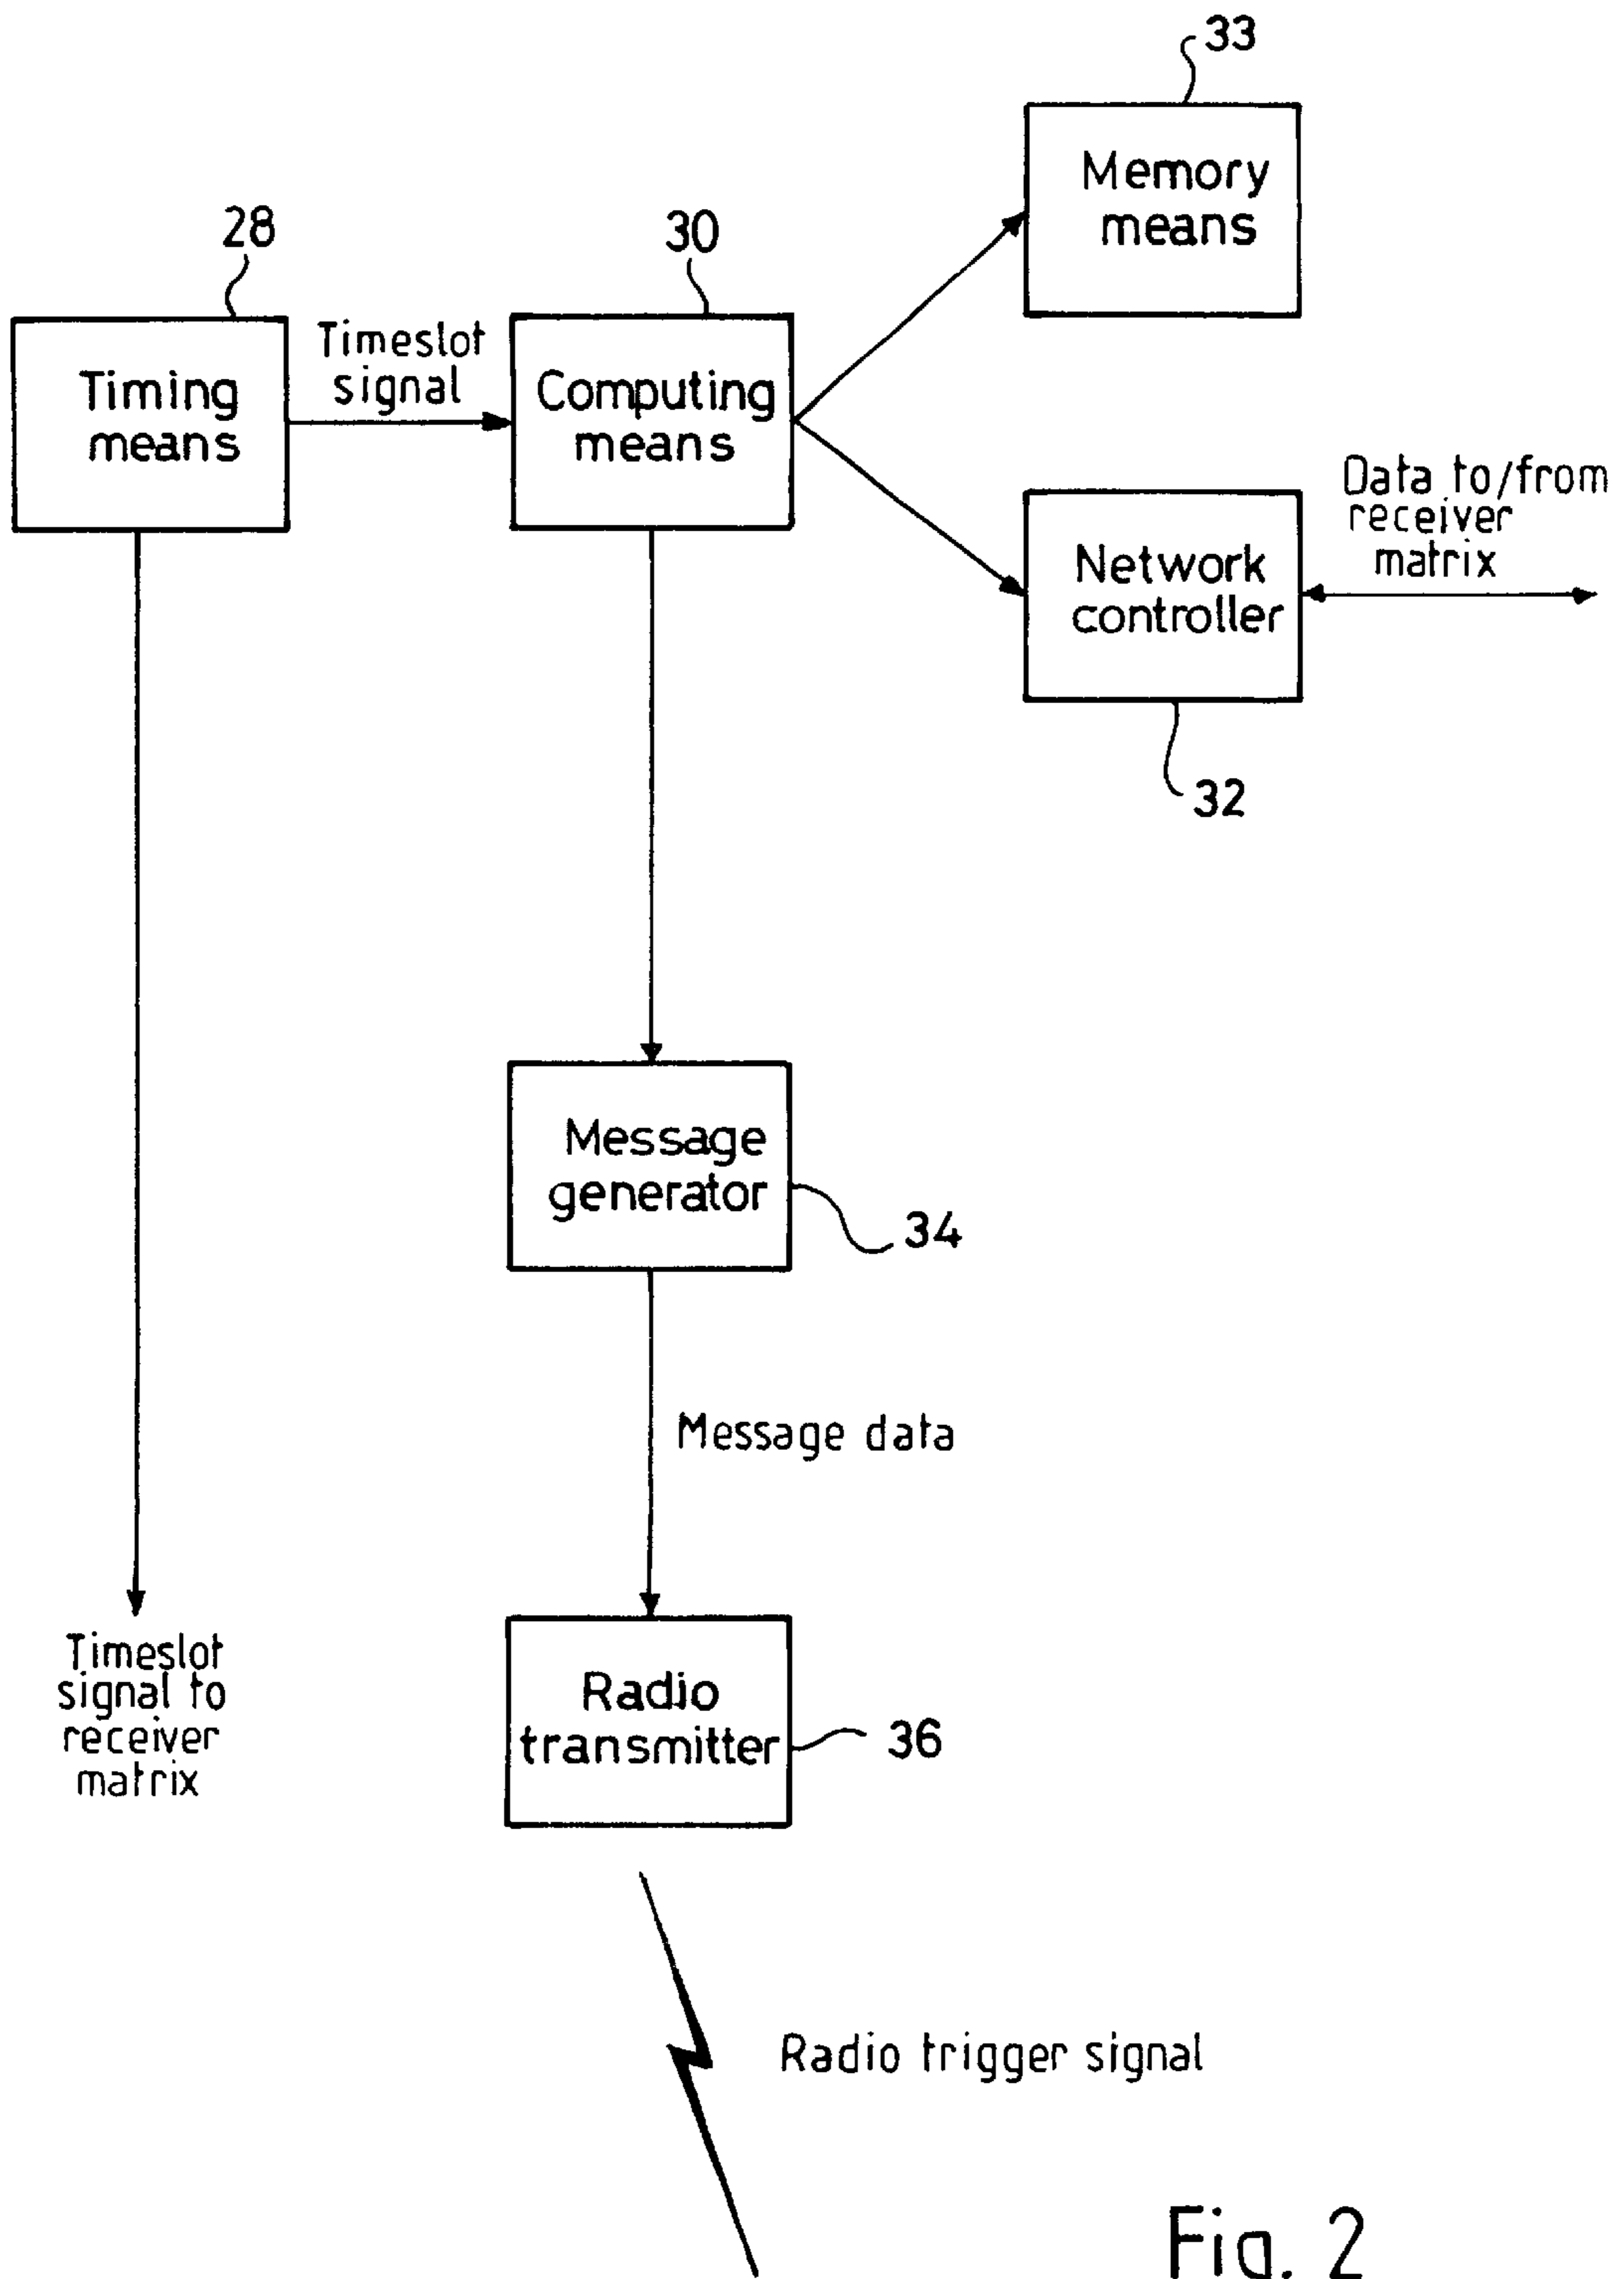 33
Memory
means
28
30
Timeslot
signal
Timing
means
Computing
means
Data to/from
receiver
matrix
Network
controller
32
Message
generator
34
Message data
Timeslot
signal to
receiver
matrix
Radio
transmitter
36
Radio trigger signal
Fig. 2